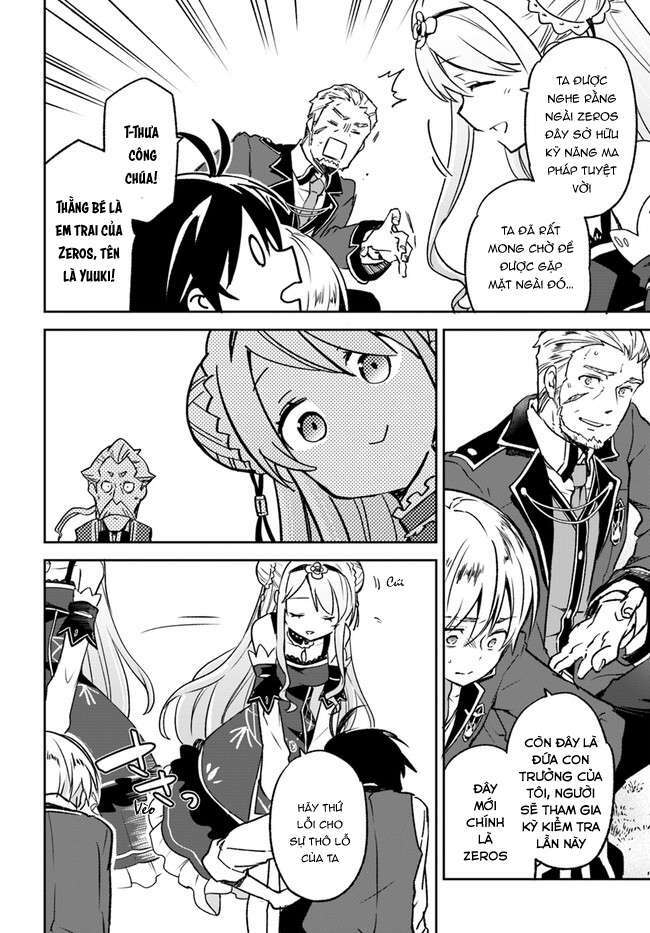 TA ĐƯỢC
NGHE RẰNG
NGÀI ZEROS
ĐÂY SỞ HỮU
KỸ NĂNG MA
PHÁP TUYỆT
VỜI
TA ĐÃ RẤT
MONG CHỜ ĐỂ
ĐƯỢC GẶP
MẶT NGÀI ĐÓ...
T-THƯA
CÔNG
CHÚA!
THẰNG BÉ LÀ
EM TRAI CỦA
ZEROS, TÊN
LÀ YUUKI!
CÒN ĐÂY LÀ
ĐỨA CON
TRƯỞNG CỦA
TÔI, NGƯỜI
SẼ THAM GIA
KỲ KIỂM TRA
LẦN NÀY
ĐÂY
MỚI
CHÍNH LÀ
ZEROS
Cúi
Vèo
HÃY THỨ
LỖI CHO
SỰ THÔ LỖ
CỦA TA